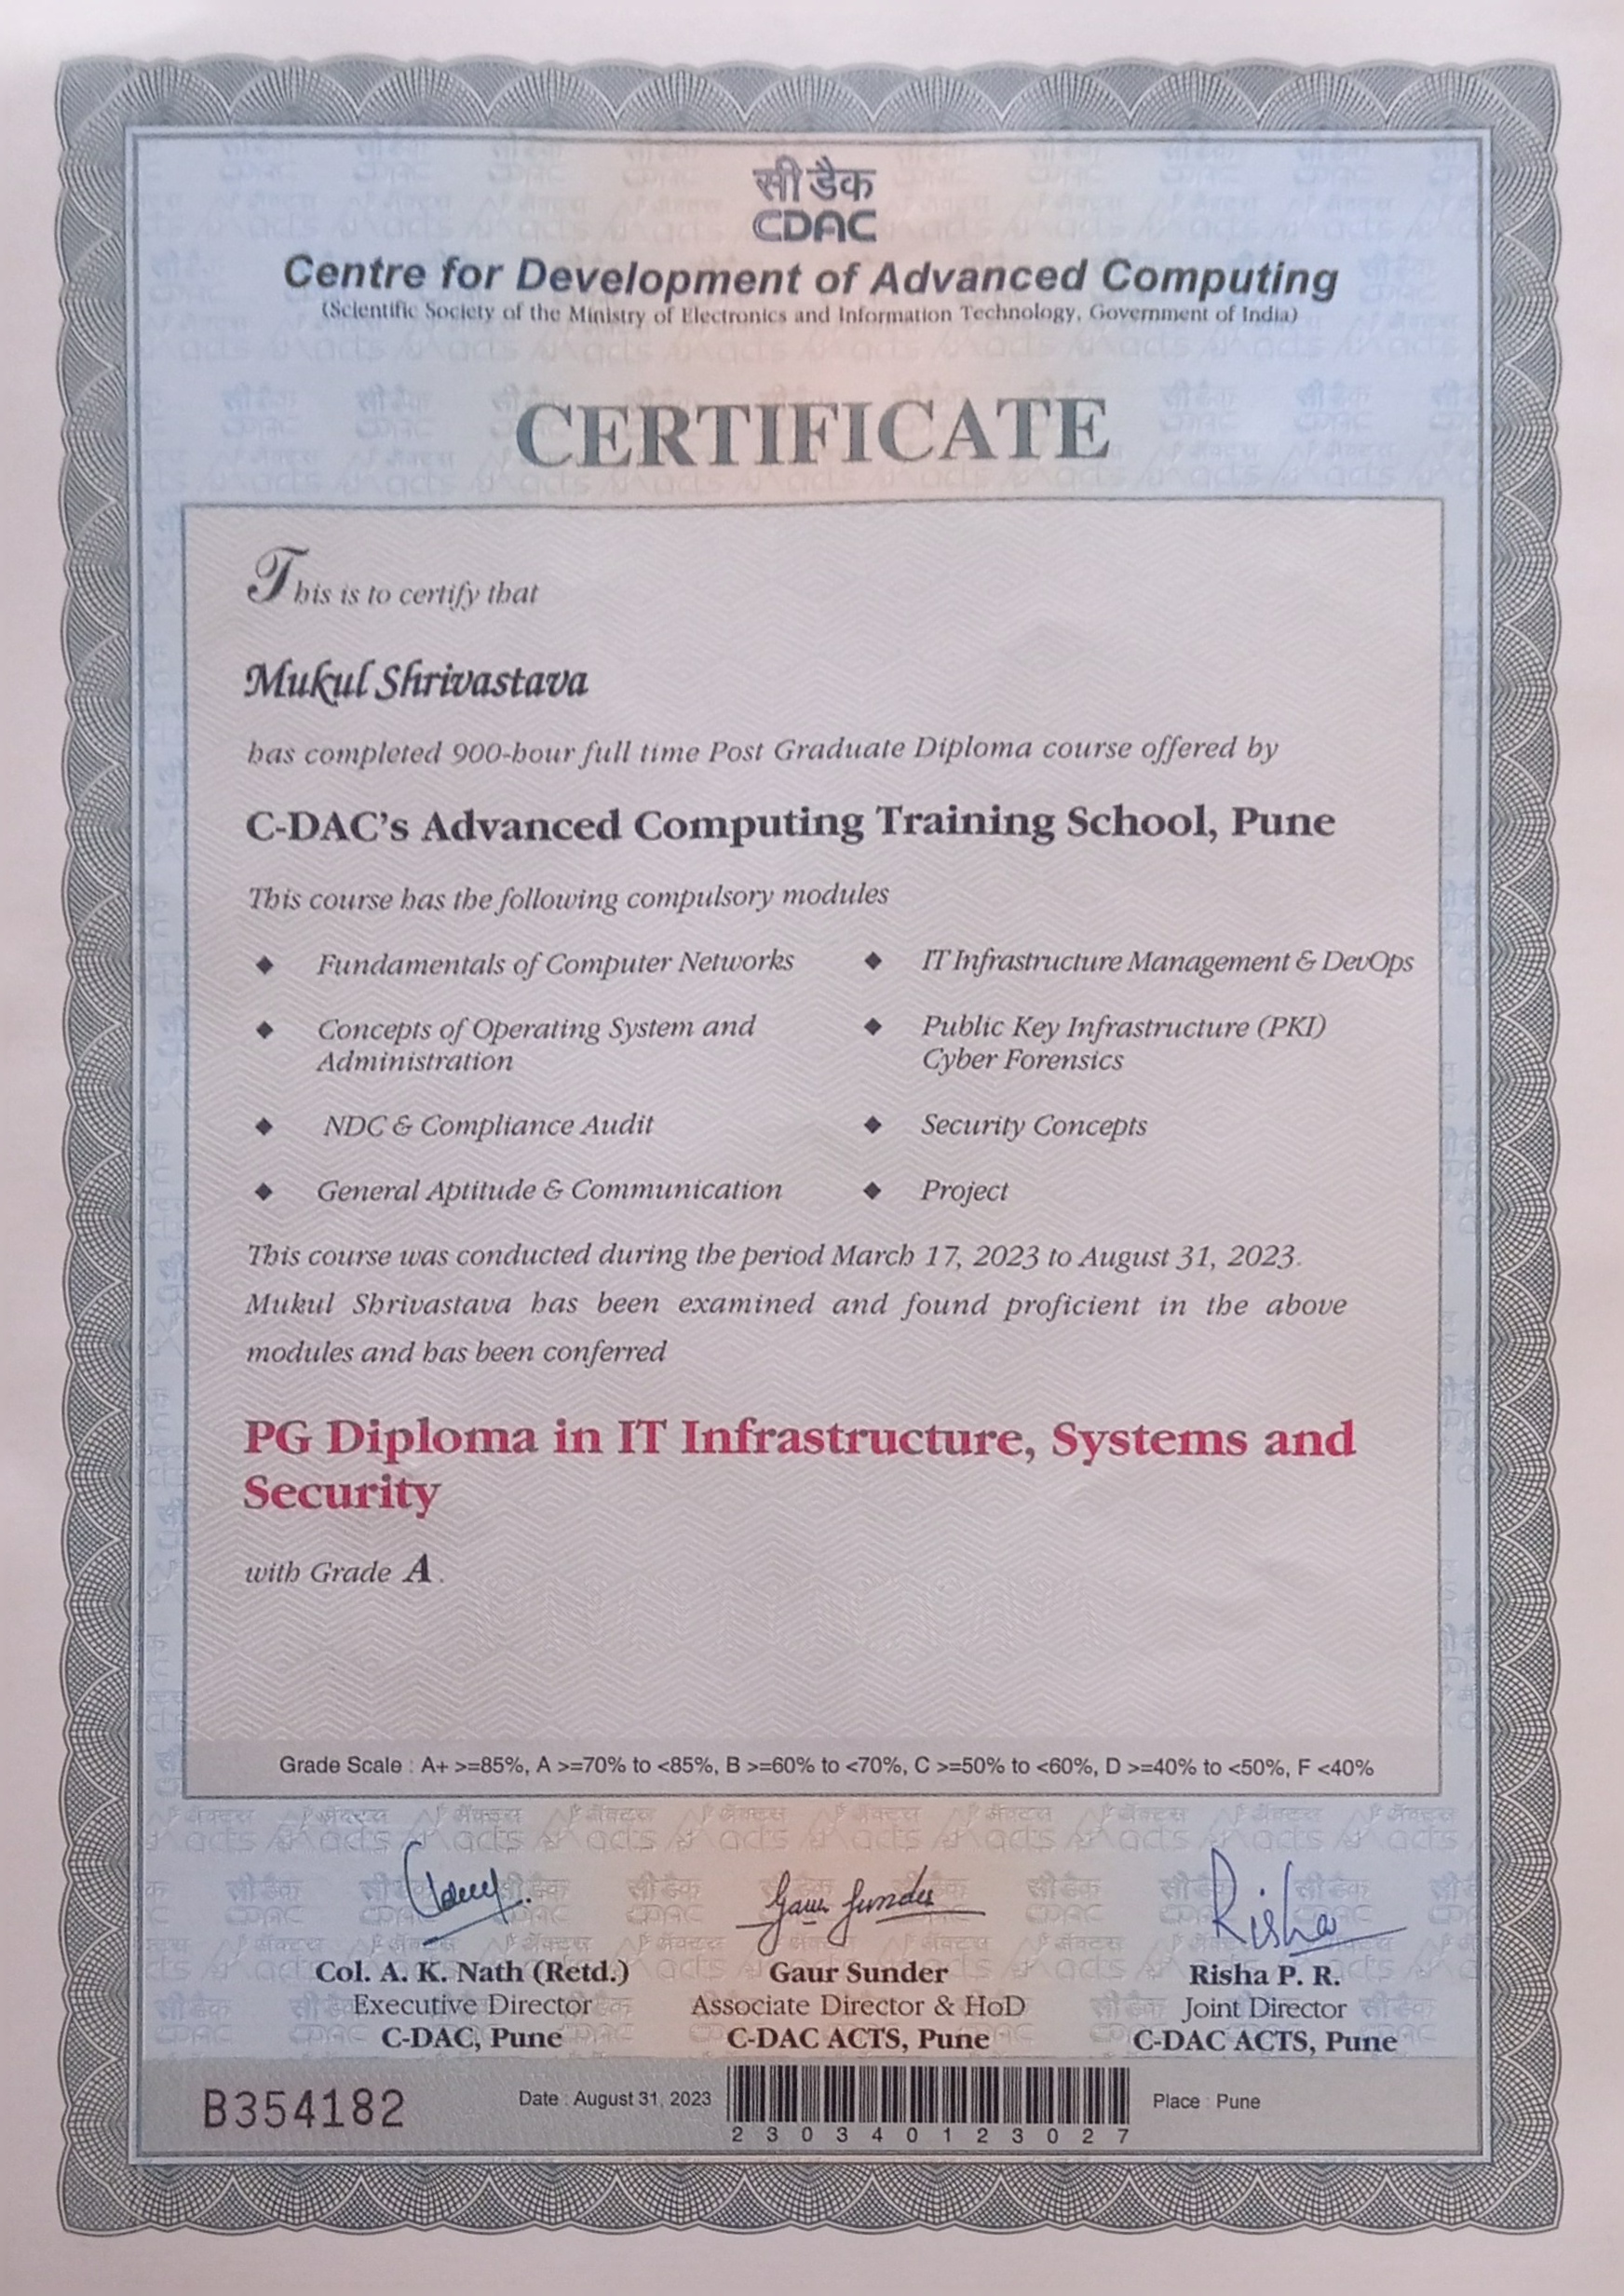 सी डैक
CDAC
Centre for Development of Advanced Computing
(Scientific Society of the Ministry of Electronics and Information Technology, Government of India)
CERTIFICATE
This is to certify that
Mukul Shrivastava
has completed 900-hour full time Post Graduate Diploma course offered by
C-DAC's Advanced Computing Training School, Pune
This course has the following compulsory modules
◆ Fundamentals of Computer Networks
◆ Concepts of Operating System and
Administration
◆ NDC & Compliance Audit
◆ General Aptitude & Communication
◆ IT Infrastructure Management & DevOps
◆ Public Key Infrastructure (PKI)
Cyber Forensics
◆ Security Concepts
◆ Project
This course was conducted during the period March 17, 2023 to August 31, 2023.
Mukul Shrivastava has been examined and found proficient in the above
modules and has been conferred
PG Diploma in IT Infrastructure, Systems and
Security
with Grade A.
Grade Scale : A+ >=85%, A >=70% to <85%, B >=60% to <70%, C >=50% to <60%, D >=40% to <50%, F <40%
Gaur Sunder
Risha
Col. A. K. Nath (Retd.)
Executive Director
C-DAC, Pune
Gaur Sunder
Associate Director & HoD
C-DAC ACTS, Pune
Risha P. R.
Joint Director
C-DAC ACTS, Pune
B354182
Date : August 31, 2023
230340123027
Place : Pune